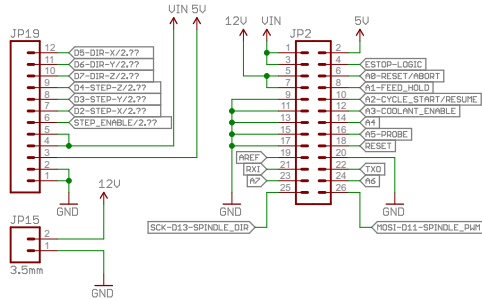 JP19
VIN 5V
12 D5-DIR-X/2.??
11 D6-DIR-Y/2.??
10 D7-DIR-Z/2.??
9 D4-STEP-Z/2.??
8 D3-STEP-Y/2.??
7 D2-STEP-X/2.??
6 STEP_ENABLE/2.??
5
4
3
2
1
GND
JP15
12V
2
1
3.5mm
GND
12V VIN JP2 5V
1 2
3 4 ESTOP-LOGIC
5 6 A0-RESET/ABORT
7 8 A1-FEED_HOLD
9 10 A2-CYCLE_START/RESUME
11 12 A3-COOLANT_ENABLE
13 14 A4
15 16 A5-PROBE
17 18 RESET
AREF 19 20
RXI 21 22 TXO
A7 23 24 A6
25 26
GND GND
SCK-D13-SPINDLE_DIR MOSI-D11-SPINDLE_PWM